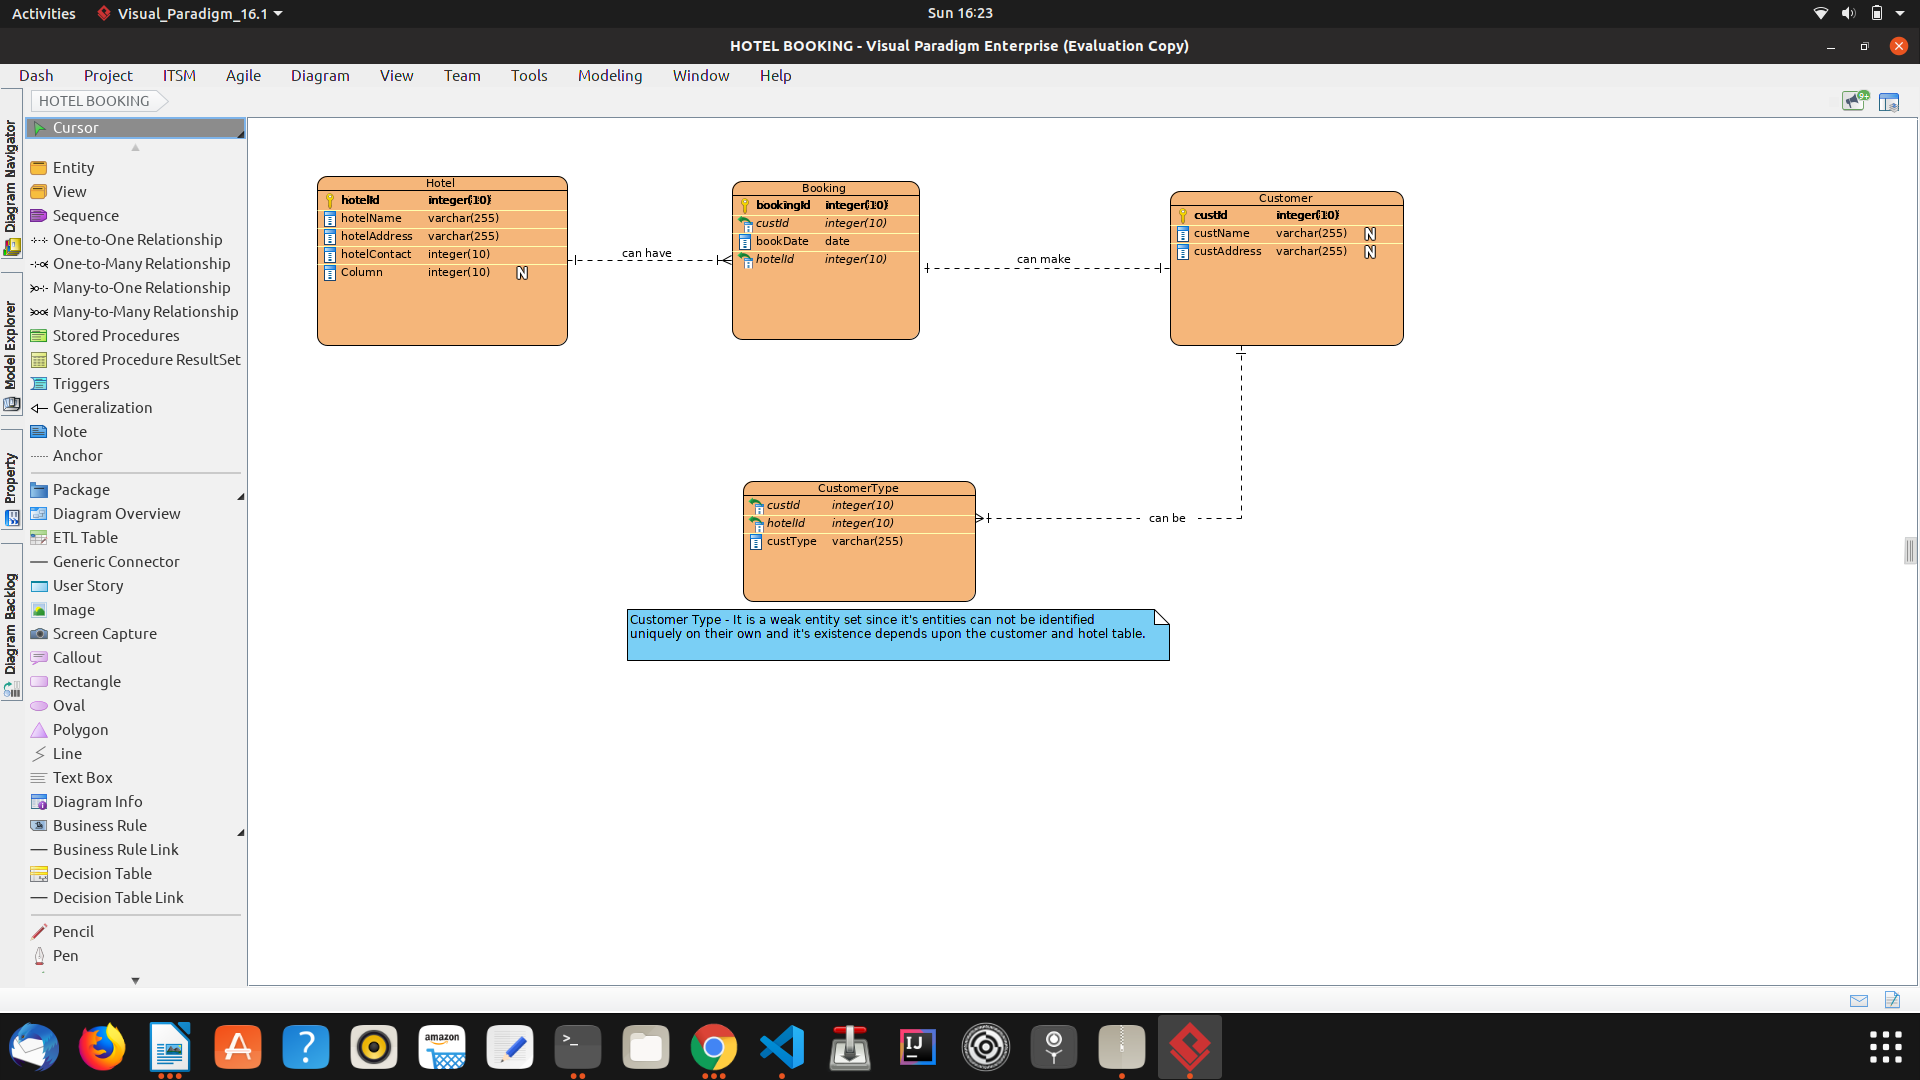 Activities
Visual_Paradigm_16.1
Sun 16:23
HOTEL BOOKING - Visual Paradigm Enterprise (Evaluation Copy)
Dash Project ITSM Agile Diagram View Team Tools Modeling Window Help
HOTEL BOOKING
Diagram Navigator
Model Explorer
Property
Diagram Backlog
Cursor
Entity
View
Sequence
One-to-One Relationship
One-to-Many Relationship
Many-to-One Relationship
Many-to-Many Relationship
Stored Procedures
Stored Procedure ResultSet
Triggers
Generalization
Note
Anchor
Package
Diagram Overview
ETL Table
Generic Connector
User Story
Image
Screen Capture
Callout
Rectangle
Oval
Polygon
Line
Text Box
Diagram Info
Business Rule
Business Rule Link
Decision Table
Decision Table Link
Pencil
Pen
Hotel
hotelId integer(10)
hotelName varchar(255)
hotelAddress varchar(255)
hotelContact integer(10)
Column integer(10) N
can have
Booking
bookingId integer(10)
custId integer(10)
bookDate date
hotelId integer(10)
can make
Customer
custId integer(10)
custName varchar(255) N
custAddress varchar(255) N
can be
CustomerType
custId integer(10)
hotelId integer(10)
custType varchar(255)
Customer Type - It is a weak entity set since it's entities can not be identified
uniquely on their own and it's existence depends upon the customer and hotel table.
amazon
IJ